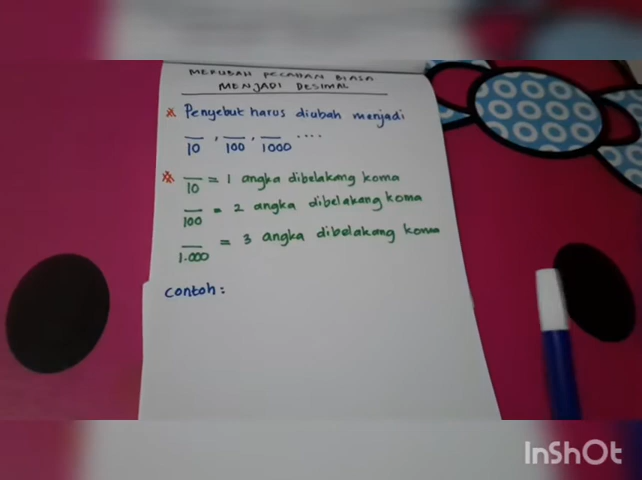 MERUBAH PECAHAN BIASA
MENJADI DESIMAL
* Penyebut harus diubah menjadi
— — —
10 , 100 , 1000 ....
* —
10 = 1 angka dibelakang koma
—
100 = 2 angka dibelakang koma
—
1.000 = 3 angka dibelakang koma
Contoh :
InShOt